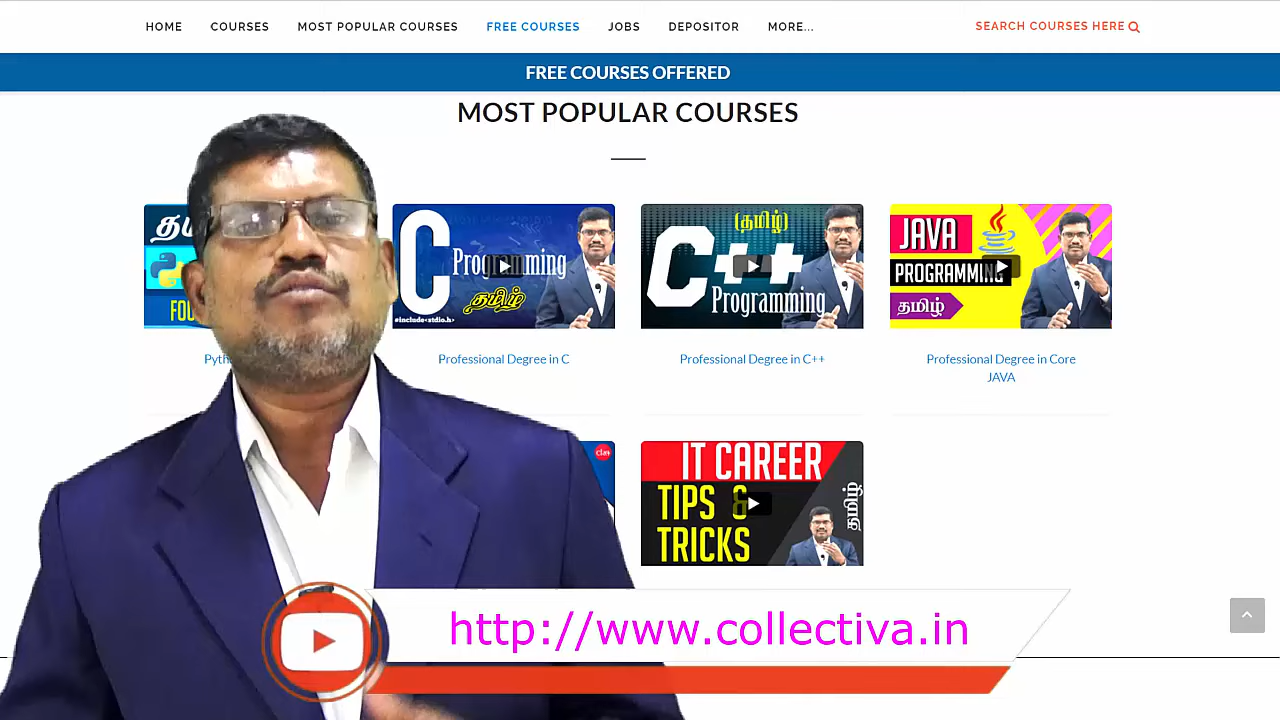 HOME COURSES MOST POPULAR COURSES FREE COURSES JOBS DEPOSITOR MORE... SEARCH COURSES HERE
FREE COURSES OFFERED
MOST POPULAR COURSES
C Programming
தமிழ்
#include<stdio.h>
(தமிழ்)
C++
Programming
JAVA
PROGRAMMING
தமிழ்
Professional Degree in C
Professional Degree in C++
Professional Degree in Core
JAVA
IT CAREER
TIPS &
TRICKS
தமிழ்
http://www.collectiva.in